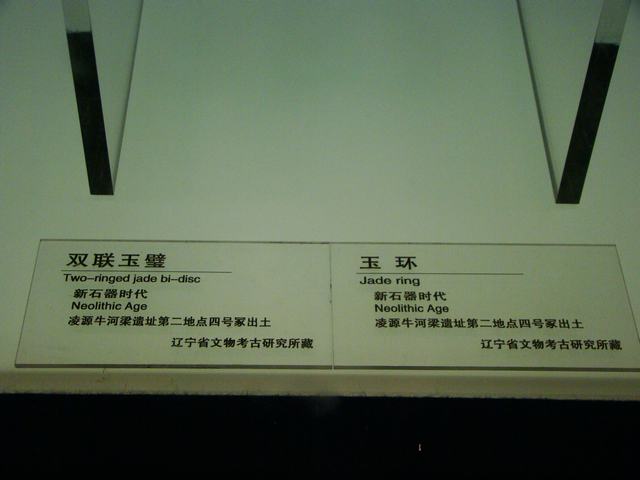 双联玉璧
Two-ringed jade bi-disc
新石器时代
Neolithic Age
凌源牛河梁遗址第二地点四号冢出土
辽宁省文物考古研究所藏
玉环
Jade ring
新石器时代
Neolithic Age
凌源牛河梁遗址第二地点四号冢出土
辽宁省文物考古研究所藏